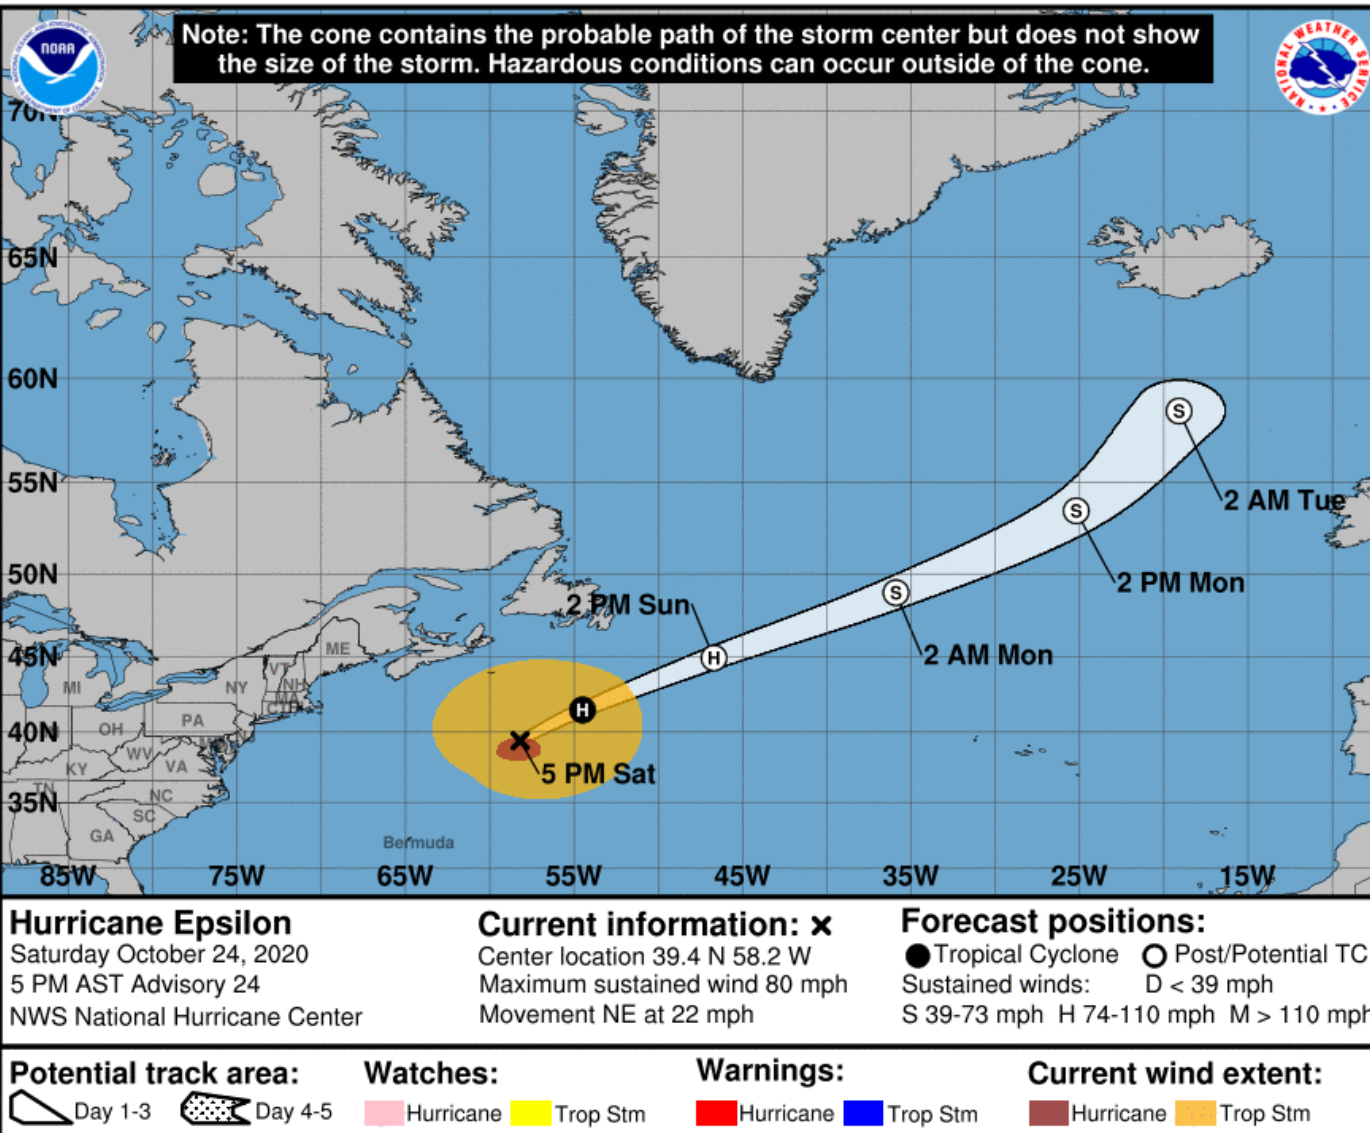 Note: The cone contains the probable path of the storm center but does not show
the size of the storm. Hazardous conditions can occur outside of the cone.
NOAA
NATIONAL WEATHER SERVICE
70N
65N
60N
55N
50N
45N
40N
35N
85W 75W 65W 55W 45W 35W 25W 15W
ME
VT
NH
MA
NY
MI
PA
OH
WV
VA
KY
TN
NC
SC
GA
Bermuda
S
2 AM Tue
S
2 PM Mon
S
2 AM Mon
2 PM Sun
H
H
5 PM Sat
Hurricane Epsilon
Saturday October 24, 2020
5 PM AST Advisory 24
NWS National Hurricane Center
Current information: ×
Center location 39.4 N 58.2 W
Maximum sustained wind 80 mph
Movement NE at 22 mph
Forecast positions:
Tropical Cyclone Post/Potential TC
Sustained winds: D < 39 mph
S 39-73 mph H 74-110 mph M > 110 mph
Potential track area:
Day 1-3 Day 4-5
Watches:
Hurricane Trop Stm
Warnings:
Hurricane Trop Stm
Current wind extent:
Hurricane Trop Stm